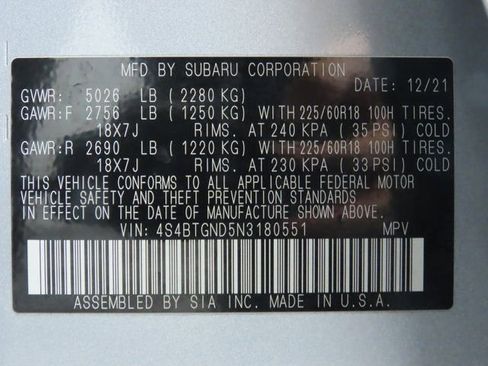 MFD BY SUBARU CORPORATION
DATE: 12/21
GVWR: 5026 LB (2280 KG)
GAWR:F 2756 LB (1250 KG) WITH 225/60R18 100H TIRES.
18X7J RIMS. AT 240 KPA (35 PSI) COLD
GAWR:R 2690 LB (1220 KG) WITH 225/60R18 100H TIRES.
18X7J RIMS. AT 230 KPA (33 PSI) COLD
THIS VEHICLE CONFORMS TO ALL APPLICABLE FEDERAL MOTOR
VEHICLE SAFETY AND THEFT PREVENTION STANDARDS
IN EFFECT ON THE DATE OF MANUFACTURE SHOWN ABOVE.
VIN: 4S4BTGND5N3180551 MPV
ASSEMBLED BY SIA INC. MADE IN U.S.A.